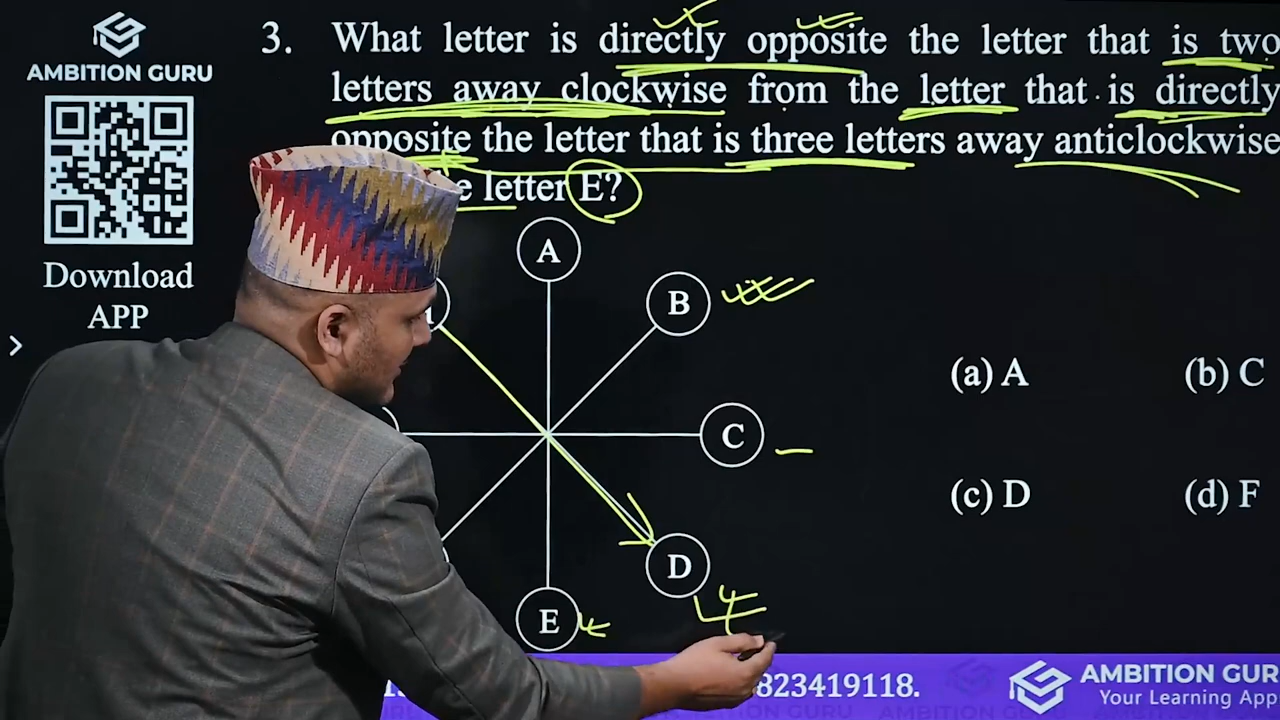 AMBITION GURU
Download
APP
3. What letter is directly opposite the letter that is two
letters away clockwise from the letter that is directly
opposite the letter that is three letters away anticlockwise
letter E?
A
B
C
D
E
(a) A
(b) C
(c) D
(d) F
823419118.
AMBITION GUR
Your Learning App